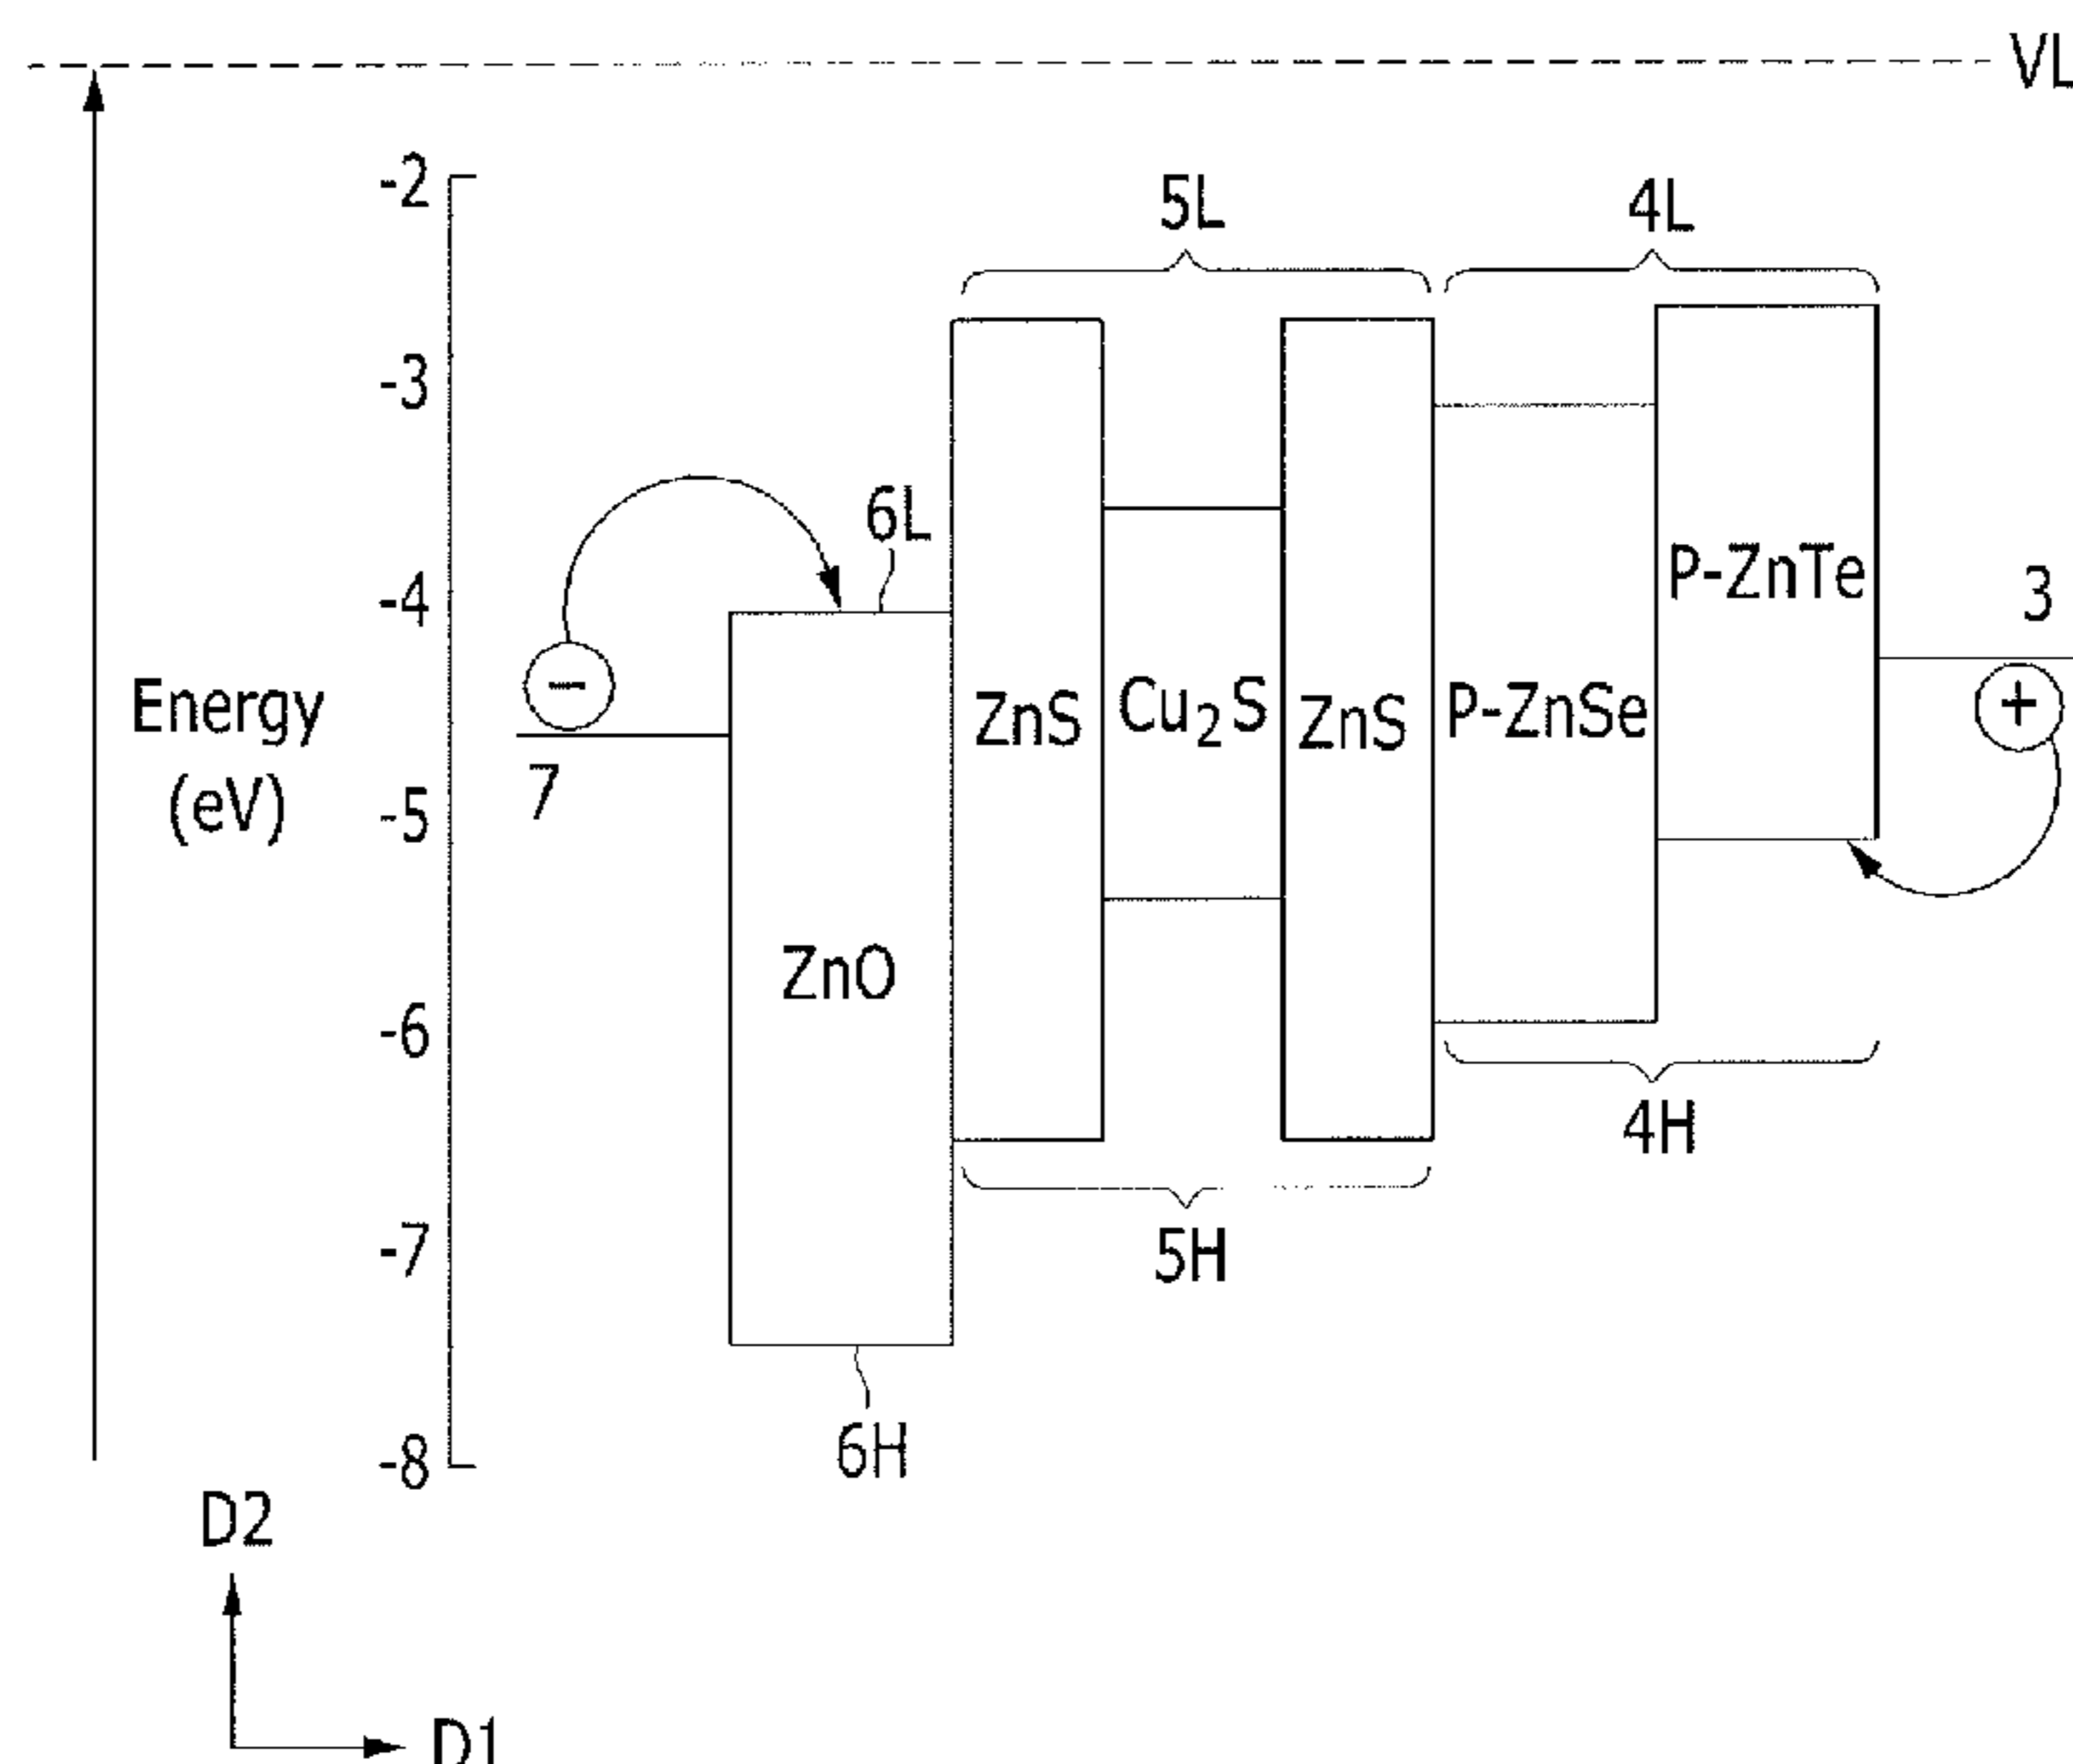 VL
-2
5L
4L
-3
6L
-4
P-ZnTe
3
Energy
(eV)
-
7
ZnS
Cu₂S
ZnS
P-ZnSe
+
-5
ZnO
-6
4H
-7
5H
6H
-8
D2
D1